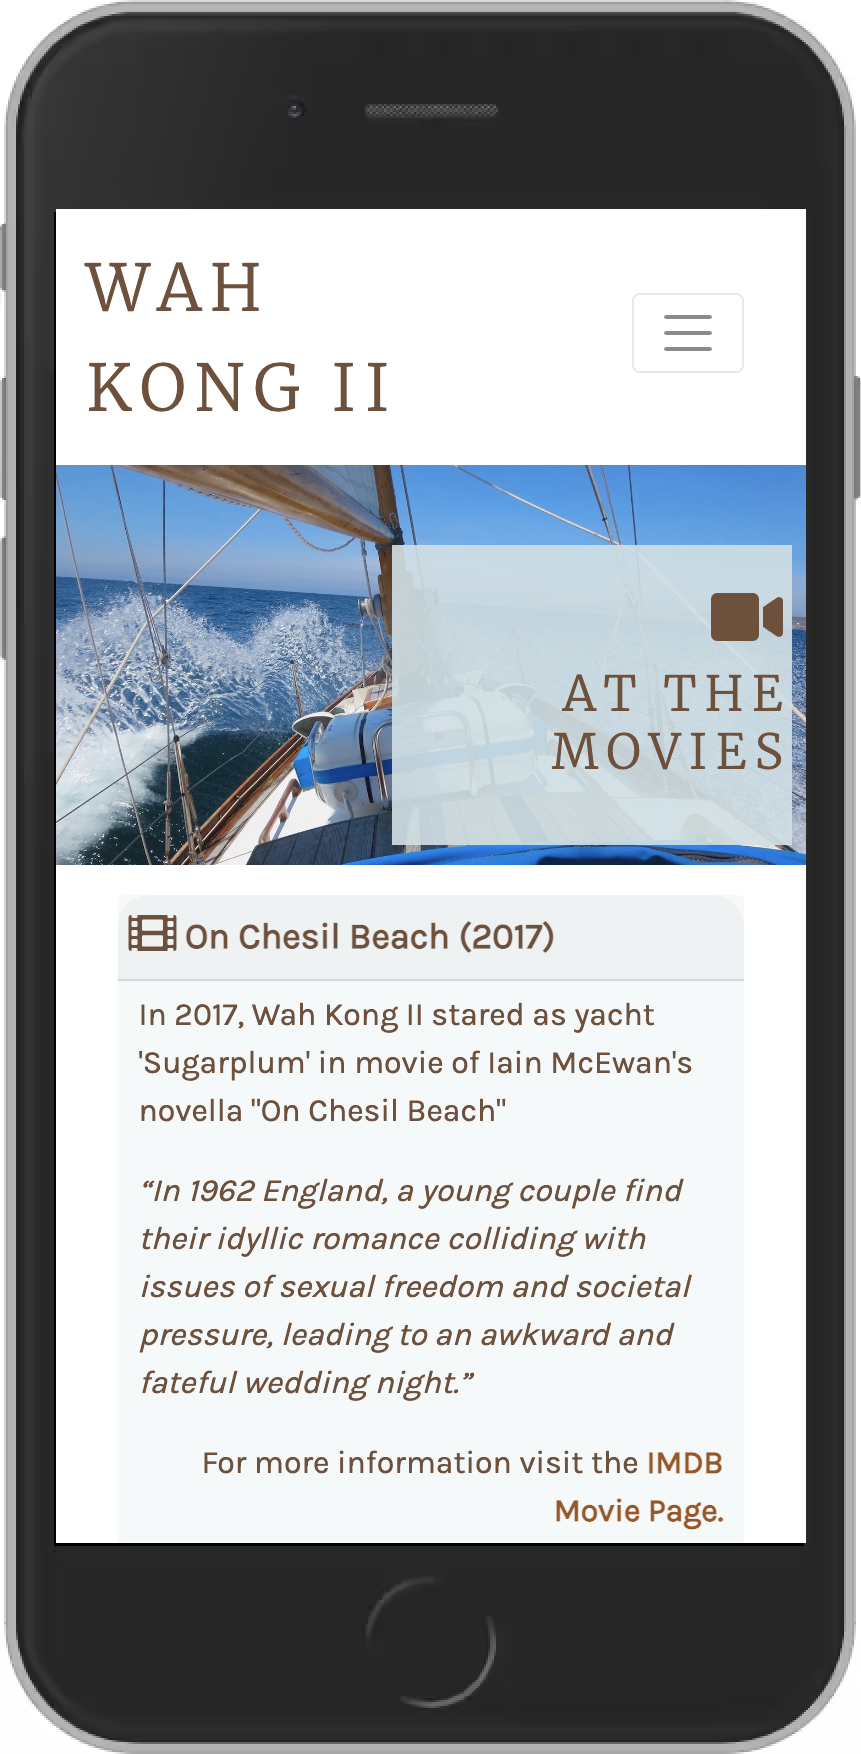 WAH
KONG II
AT THE
MOVIES
On Chesil Beach (2017)
In 2017, Wah Kong II stared as yacht
'Sugarplum' in movie of Iain McEwan's
novella "On Chesil Beach"
“In 1962 England, a young couple find
their idyllic romance colliding with
issues of sexual freedom and societal
pressure, leading to an awkward and
fateful wedding night.”
For more information visit the IMDB
Movie Page.